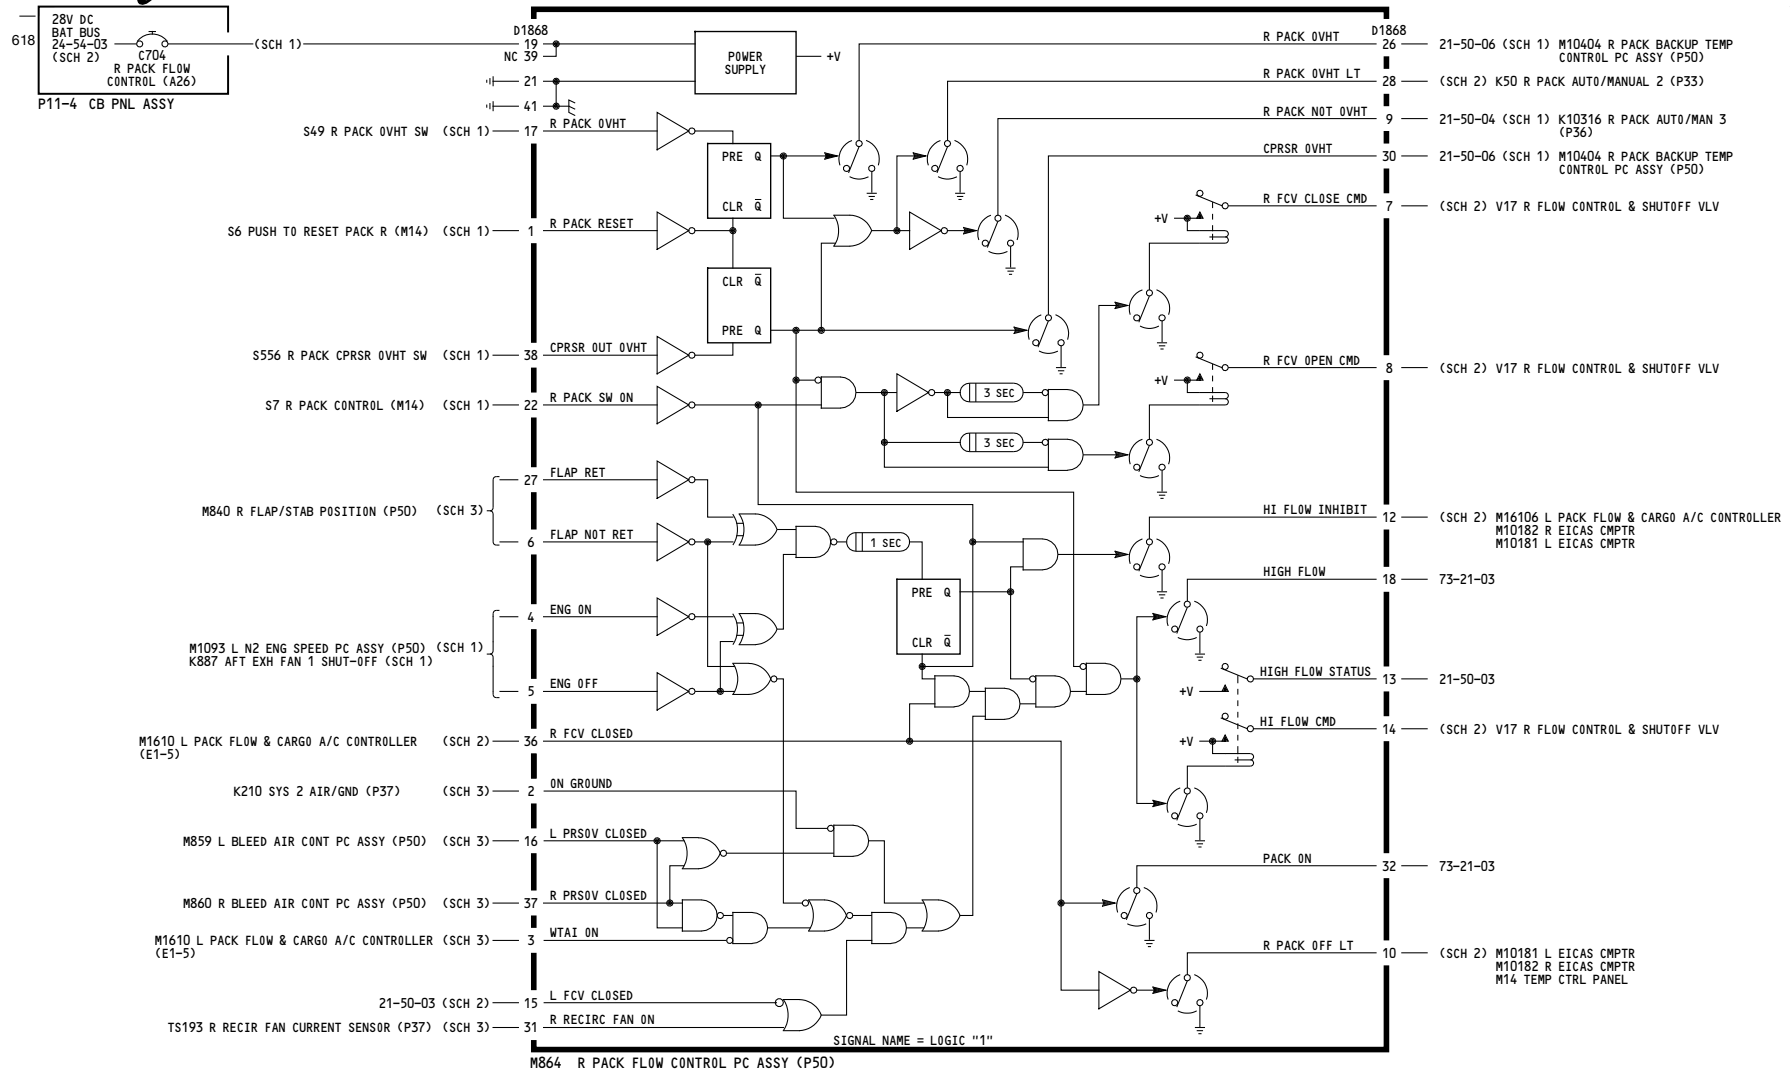 618
28V DC
BAT BUS
24-54-03
(SCH 2)
C704
R PACK FLOW
CONTROL (A26)
P11-4 CB PNL ASSY
(SCH 1)
D1868
19
NC 39
21
41
POWER
SUPPLY
+V
S49 R PACK OVHT SW (SCH 1) 17 R PACK OVHT
S6 PUSH TO RESET PACK R (M14) (SCH 1) 1 R PACK RESET
S556 R PACK CPRSR OVHT SW (SCH 1) 38 CPRSR OUT OVHT
S7 R PACK CONTROL (M14) (SCH 1) 22 R PACK SW ON
27 FLAP RET
M840 R FLAP/STAB POSITION (P50) (SCH 3)
6 FLAP NOT RET
4 ENG ON
M1093 L N2 ENG SPEED PC ASSY (P50) (SCH 1)
K887 AFT EXH FAN 1 SHUT-OFF (SCH 1)
5 ENG OFF
M1610 L PACK FLOW & CARGO A/C CONTROLLER (SCH 2) 36 R FCV CLOSED
(E1-5)
K210 SYS 2 AIR/GND (P37) (SCH 3) 2 ON GROUND
M859 L BLEED AIR CONT PC ASSY (P50) (SCH 3) 16 L PRSOV CLOSED
M860 R BLEED AIR CONT PC ASSY (P50) (SCH 3) 37 R PRSOV CLOSED
M1610 L PACK FLOW & CARGO A/C CONTROLLER (SCH 3) 3 WTAI ON
(E1-5)
21-50-03 (SCH 2) 15 L FCV CLOSED
TS193 R RECIR FAN CURRENT SENSOR (P37) (SCH 3) 31 R RECIRC FAN ON
PRE Q
CLR Q̅
CLR Q̅
PRE Q
3 SEC
3 SEC
1 SEC
PRE Q
CLR Q̅
+V
+V
+V
+V
D1868
R PACK OVHT 26 21-50-06 (SCH 1) M10404 R PACK BACKUP TEMP
CONTROL PC ASSY (P50)
R PACK OVHT LT 28 (SCH 2) K50 R PACK AUTO/MANUAL 2 (P33)
R PACK NOT OVHT 9 21-50-04 (SCH 1) K10316 R PACK AUTO/MAN 3
(P36)
CPRSR OVHT 30 21-50-06 (SCH 1) M10404 R PACK BACKUP TEMP
CONTROL PC ASSY (P50)
R FCV CLOSE CMD 7 (SCH 2) V17 R FLOW CONTROL & SHUTOFF VLV
R FCV OPEN CMD 8 (SCH 2) V17 R FLOW CONTROL & SHUTOFF VLV
HI FLOW INHIBIT 12 (SCH 2) M16106 L PACK FLOW & CARGO A/C CONTROLLER
M10182 R EICAS CMPTR
M10181 L EICAS CMPTR
HIGH FLOW 18 73-21-03
HIGH FLOW STATUS 13 21-50-03
HI FLOW CMD 14 (SCH 2) V17 R FLOW CONTROL & SHUTOFF VLV
PACK ON 32 73-21-03
R PACK OFF LT 10 (SCH 2) M10181 L EICAS CMPTR
M10182 R EICAS CMPTR
M14 TEMP CTRL PANEL
SIGNAL NAME = LOGIC "1"
M864 R PACK FLOW CONTROL PC ASSY (P50)